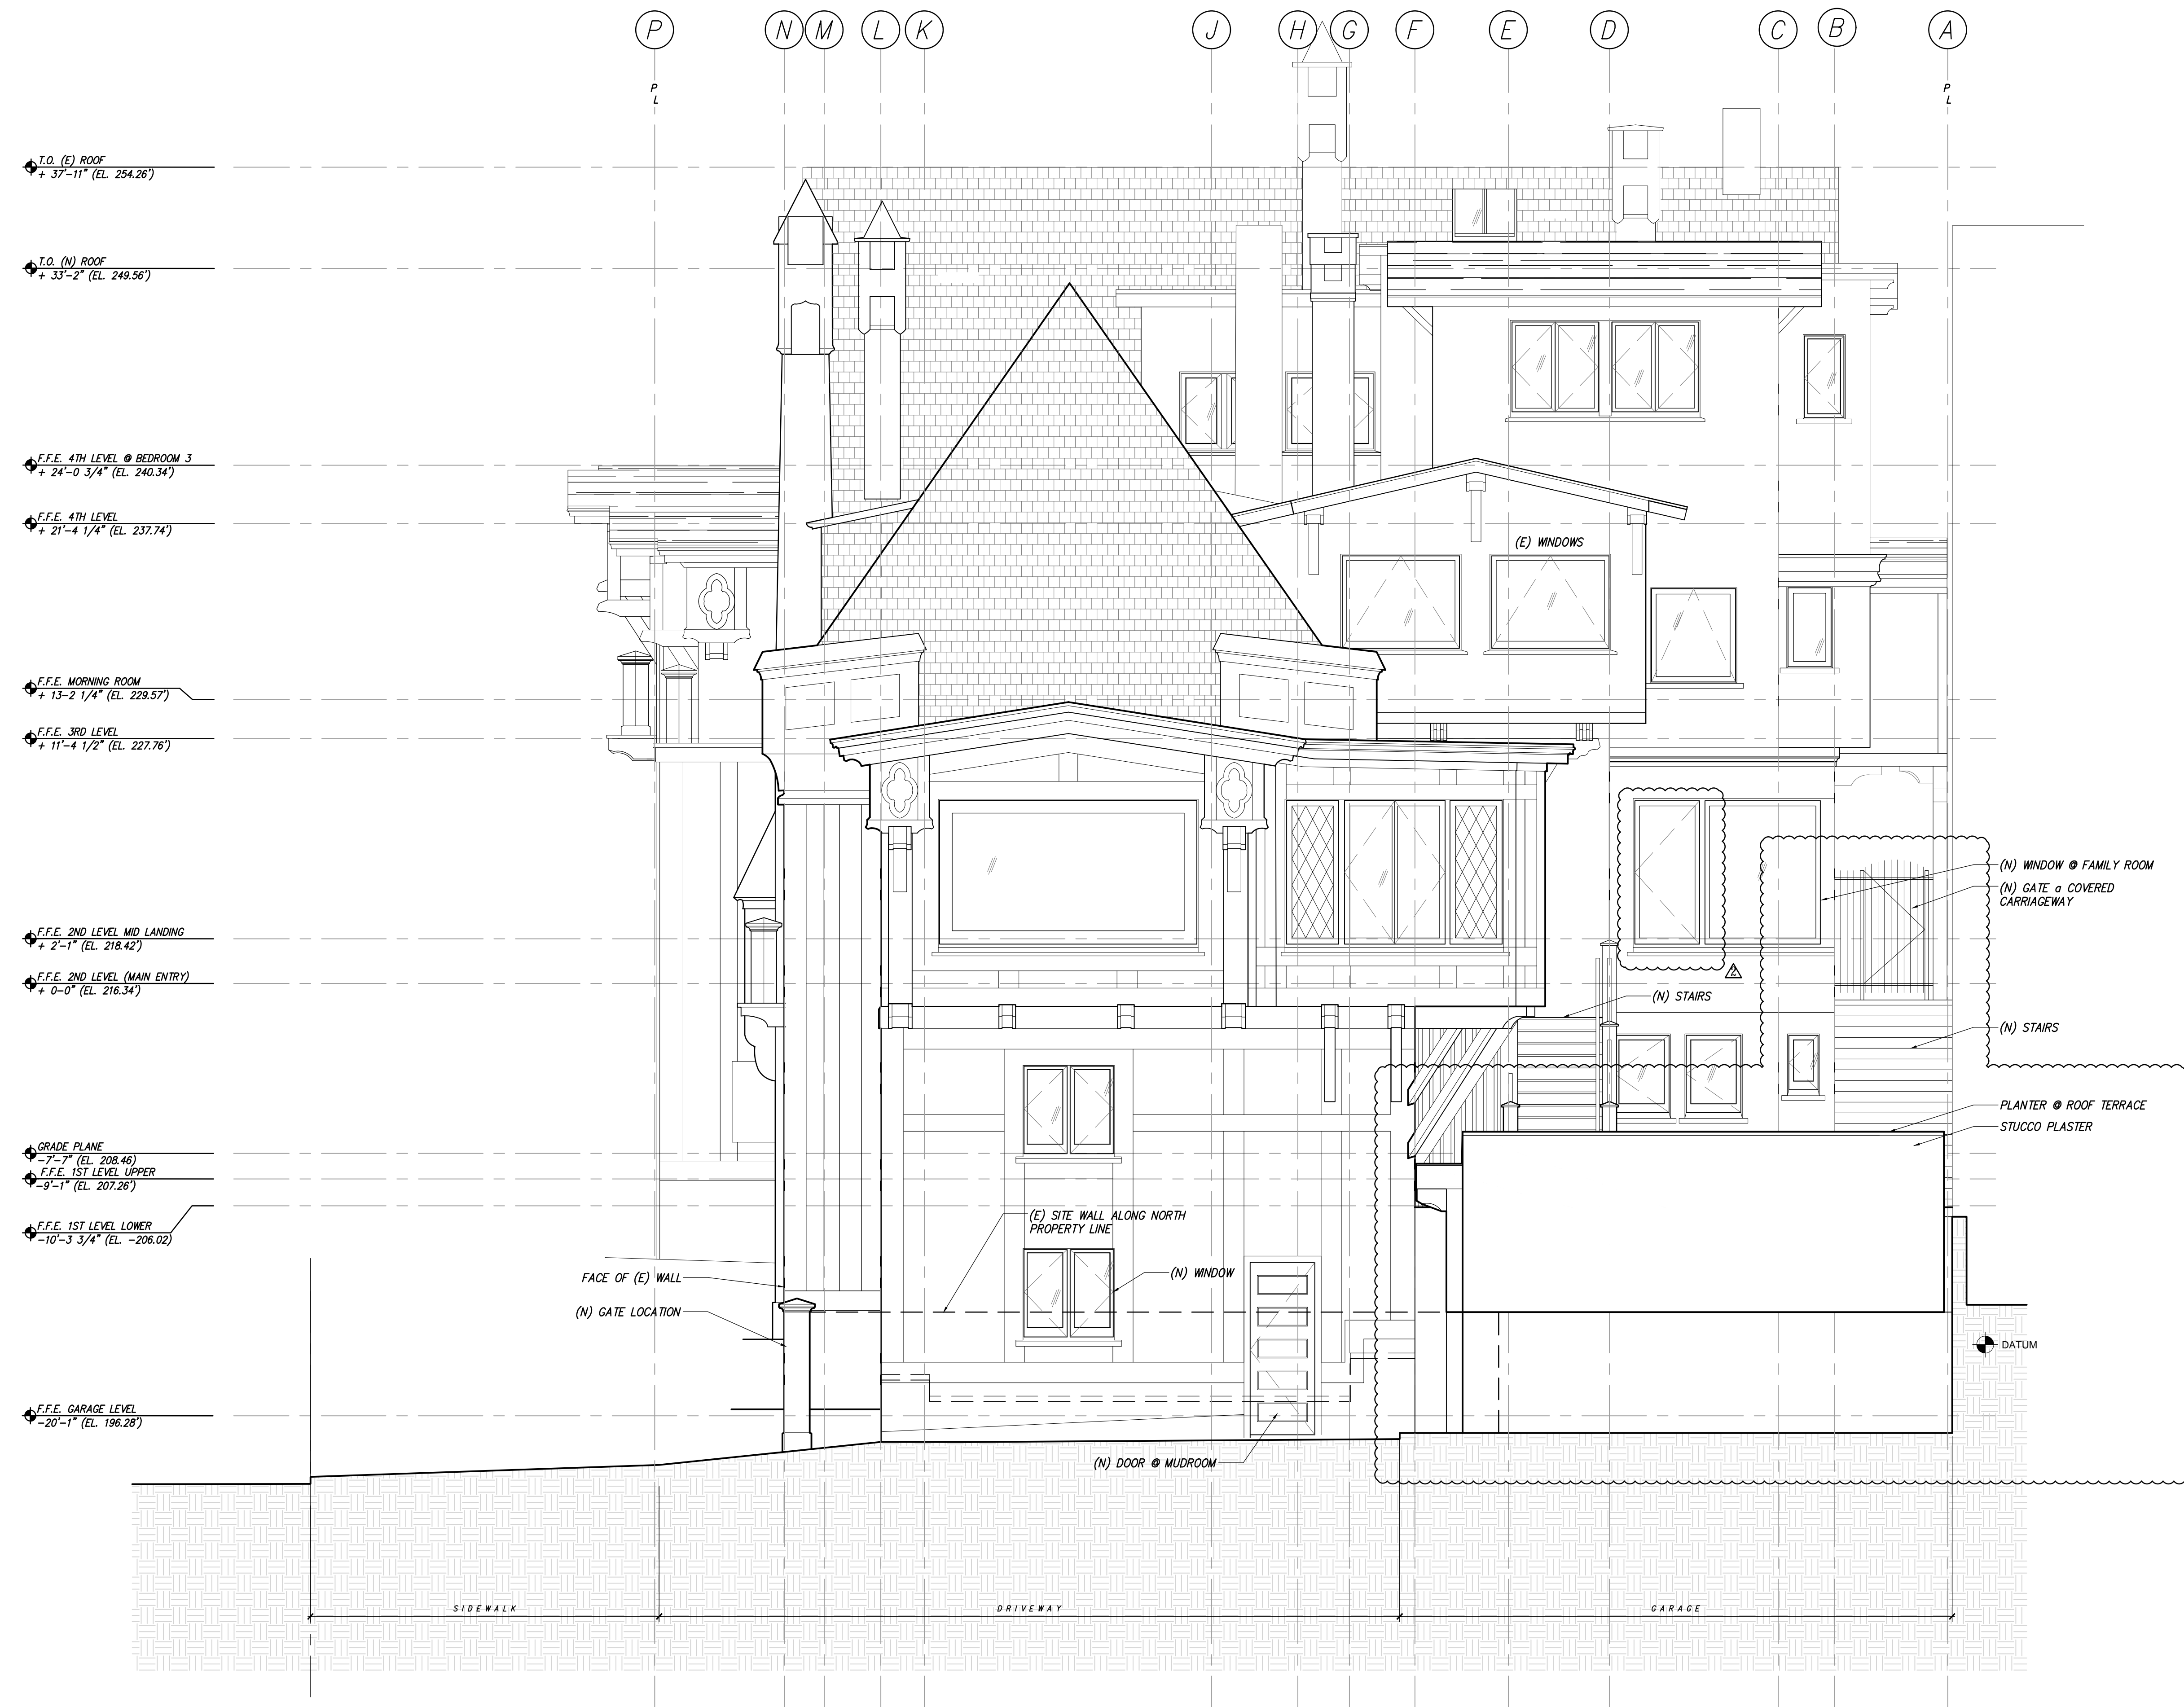 P
N
M
L
K
J
H
G
F
E
D
C
B
A
P
L
P
L
T.O. (E) ROOF
+ 37'-11" (EL. 254.26')
T.O. (N) ROOF
+ 33'-2" (EL. 249.56')
F.F.E. 4TH LEVEL @ BEDROOM 3
+ 24'-0 3/4" (EL. 240.34')
F.F.E. 4TH LEVEL
+ 21'-4 1/4" (EL. 237.74')
(E) WINDOWS
F.F.E. MORNING ROOM
+ 13-2 1/4" (EL. 229.57')
F.F.E. 3RD LEVEL
+ 11'-4 1/2" (EL. 227.76')
(N) WINDOW @ FAMILY ROOM
(N) GATE a COVERED
CARRIAGEWAY
F.F.E. 2ND LEVEL MID LANDING
+ 2'-1" (EL. 218.42')
F.F.E. 2ND LEVEL (MAIN ENTRY)
+ 0-0" (EL. 216.34')
2
(N) STAIRS
(N) STAIRS
PLANTER @ ROOF TERRACE
STUCCO PLASTER
GRADE PLANE
-7'-7" (EL. 208.46)
F.F.E. 1ST LEVEL UPPER
-9'-1" (EL. 207.26')
F.F.E. 1ST LEVEL LOWER
-10'-3 3/4" (EL. -206.02)
(E) SITE WALL ALONG NORTH
PROPERTY LINE
FACE OF (E) WALL
(N) WINDOW
(N) GATE LOCATION
DATUM
F.F.E. GARAGE LEVEL
-20'-1" (EL. 196.28')
(N) DOOR @ MUDROOM
SIDEWALK
DRIVEWAY
GARAGE